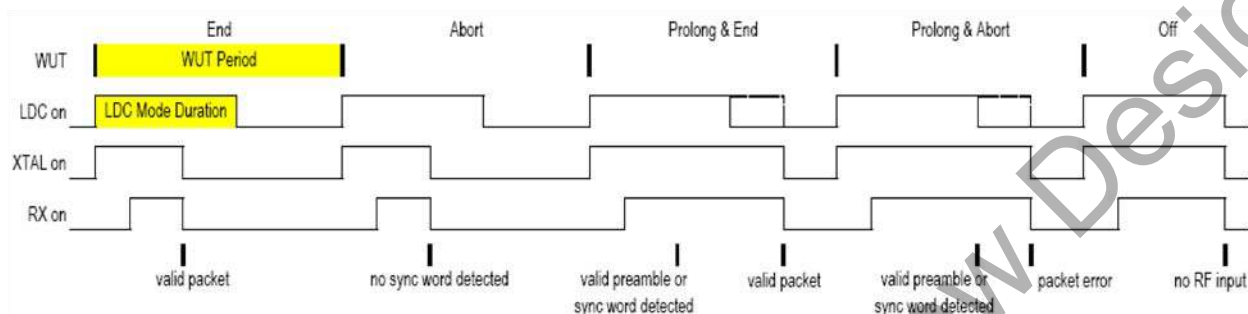 End Abort Prolong & End Prolong & Abort Off
WUT WUT Period
LDC on LDC Mode Duration
XTAL on
RX on
valid packet no sync word detected valid preamble or valid packet valid preamble or packet error no RF input
sync word detected sync word detected
w Desig